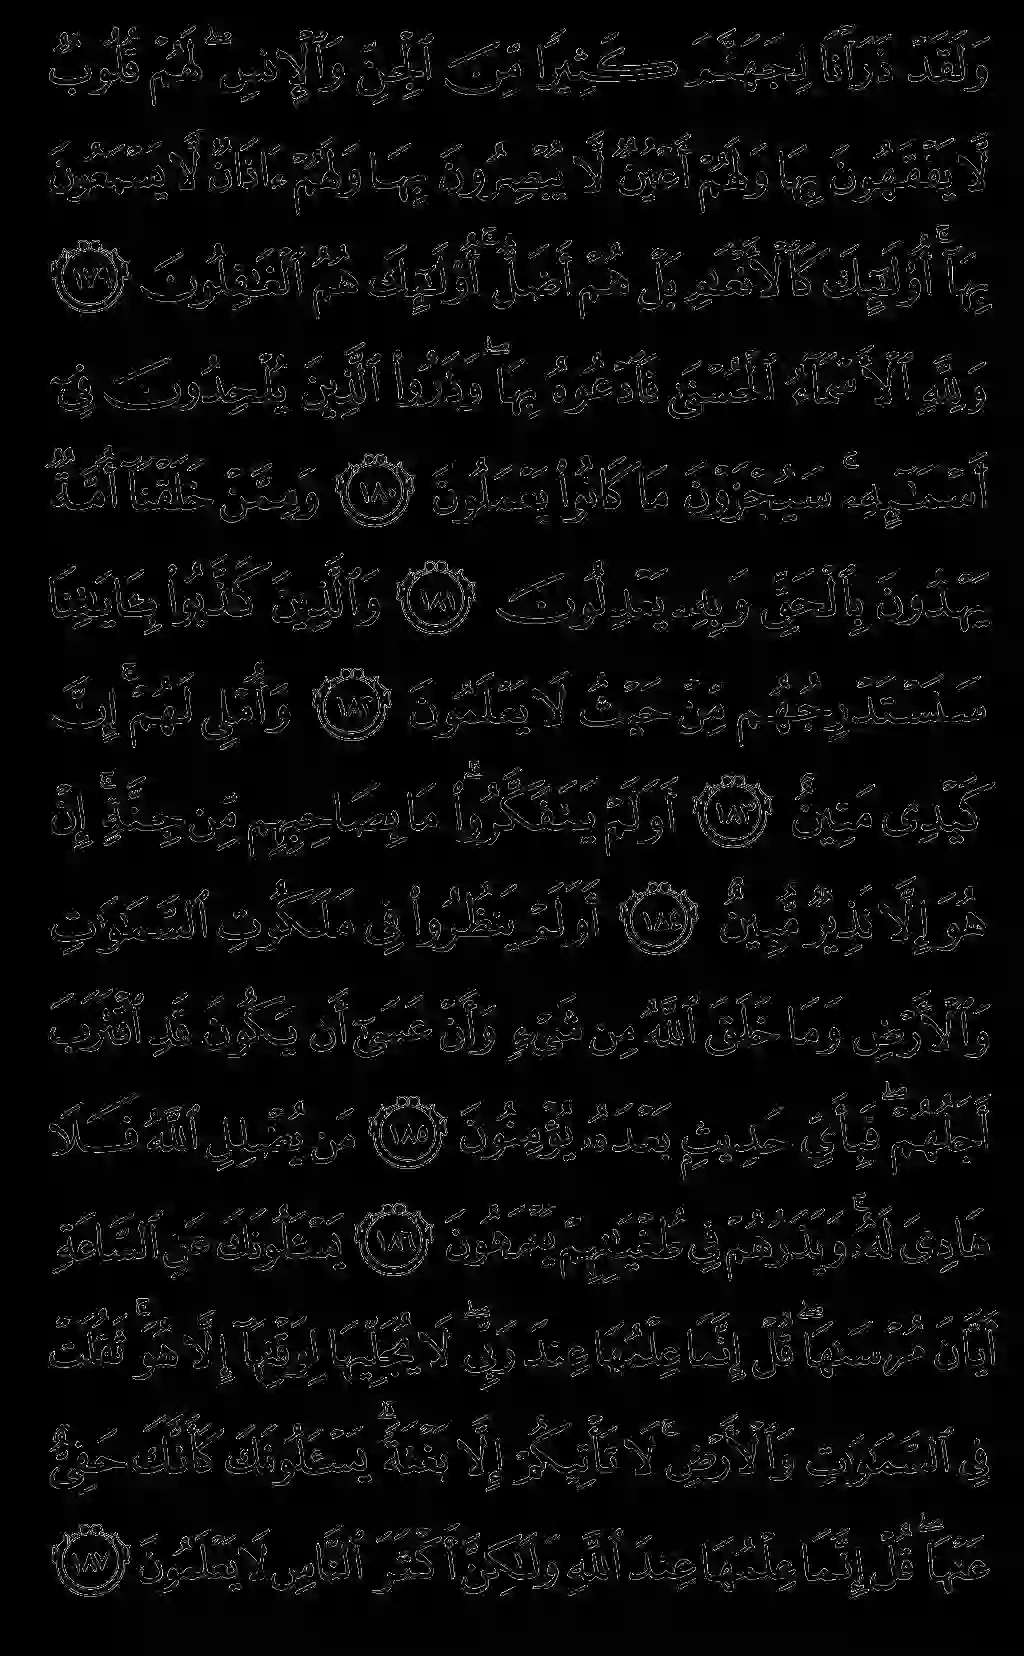 وَلَقَدْ ذَرَأْنَا لِجَهَنَّمَ كَثِيرًا مِّنَ ٱلْجِنِّ وَٱلْإِنسِ ۖ لَهُمْ قُلُوبٌ
لَّا يَفْقَهُونَ بِهَا وَلَهُمْ أَعْيُنٌ لَّا يُبْصِرُونَ بِهَا وَلَهُمْ ءَاذَانٌ لَّا يَسْمَعُونَ
بِهَآ ۚ أُو۟لَٰٓئِكَ كَٱلْأَنْعَٰمِ بَلْ هُمْ أَضَلُّ ۚ أُو۟لَٰٓئِكَ هُمُ ٱلْغَٰفِلُونَ ١٧٩
وَلِلَّهِ ٱلْأَسْمَآءُ ٱلْحُسْنَىٰ فَٱدْعُوهُ بِهَا ۖ وَذَرُوا۟ ٱلَّذِينَ يُلْحِدُونَ فِىٓ
أَسْمَٰٓئِهِۦ ۚ سَيُجْزَوْنَ مَا كَانُوا۟ يَعْمَلُونَ ١٨٠ وَمِمَّنْ خَلَقْنَآ أُمَّةٌ
يَهْدُونَ بِٱلْحَقِّ وَبِهِۦ يَعْدِلُونَ ١٨١ وَٱلَّذِينَ كَذَّبُوا۟ بِـَٔايَٰتِنَا
سَنَسْتَدْرِجُهُم مِّنْ حَيْثُ لَا يَعْلَمُونَ ١٨٢ وَأُمْلِى لَهُمْ ۚ إِنَّ
كَيْدِى مَتِينٌ ١٨٣ أَوَلَمْ يَتَفَكَّرُوا۟ ۗ مَا بِصَاحِبِهِم مِّن جِنَّةٍ ۚ إِنْ
هُوَ إِلَّا نَذِيرٌ مُّبِينٌ ١٨٤ أَوَلَمْ يَنظُرُوا۟ فِى مَلَكُوتِ ٱلسَّمَٰوَٰتِ
وَٱلْأَرْضِ وَمَا خَلَقَ ٱللَّهُ مِن شَىْءٍ وَأَنْ عَسَىٰٓ أَن يَكُونَ قَدِ ٱقْتَرَبَ
أَجَلُهُمْ ۖ فَبِأَىِّ حَدِيثٍۭ بَعْدَهُۥ يُؤْمِنُونَ ١٨٥ مَن يُضْلِلِ ٱللَّهُ فَلَا
هَادِىَ لَهُۥ ۚ وَيَذَرُهُمْ فِى طُغْيَٰنِهِمْ يَعْمَهُونَ ١٨٦ يَسْـَٔلُونَكَ عَنِ ٱلسَّاعَةِ
أَيَّانَ مُرْسَىٰهَا ۖ قُلْ إِنَّمَا عِلْمُهَا عِندَ رَبِّى ۖ لَا يُجَلِّيهَا لِوَقْتِهَآ إِلَّا هُوَ ۚ ثَقُلَتْ
فِى ٱلسَّمَٰوَٰتِ وَٱلْأَرْضِ ۚ لَا تَأْتِيكُمْ إِلَّا بَغْتَةً ۗ يَسْـَٔلُونَكَ كَأَنَّكَ حَفِىٌّ
عَنْهَا ۖ قُلْ إِنَّمَا عِلْمُهَا عِندَ ٱللَّهِ وَلَٰكِنَّ أَكْثَرَ ٱلنَّاسِ لَا يَعْلَمُونَ ١٨٧